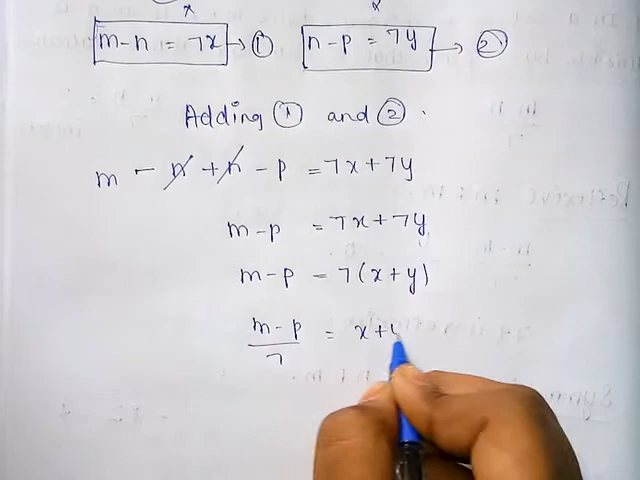 m-n = 7x → ① n-p = 7y → ②
Adding ① and ② .
m - n + n - p = 7x + 7y
m-p = 7x + 7y
m-p = 7(x + y)
m-p/7 = x+